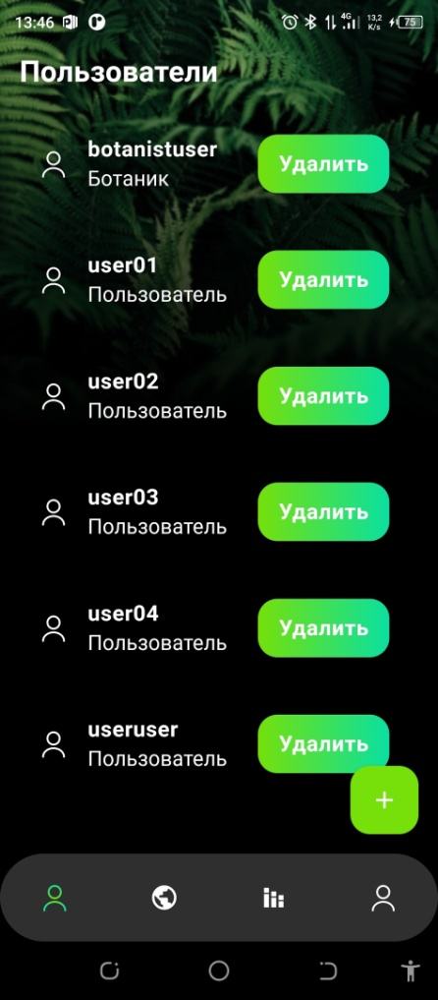 13:46 4G 13,2 K/s 75
Пользователи
botanistuser
Ботаник
Удалить
user01
Пользователь
Удалить
user02
Пользователь
Удалить
user03
Пользователь
Удалить
user04
Пользователь
Удалить
useruser
Пользователь
Удалить
+